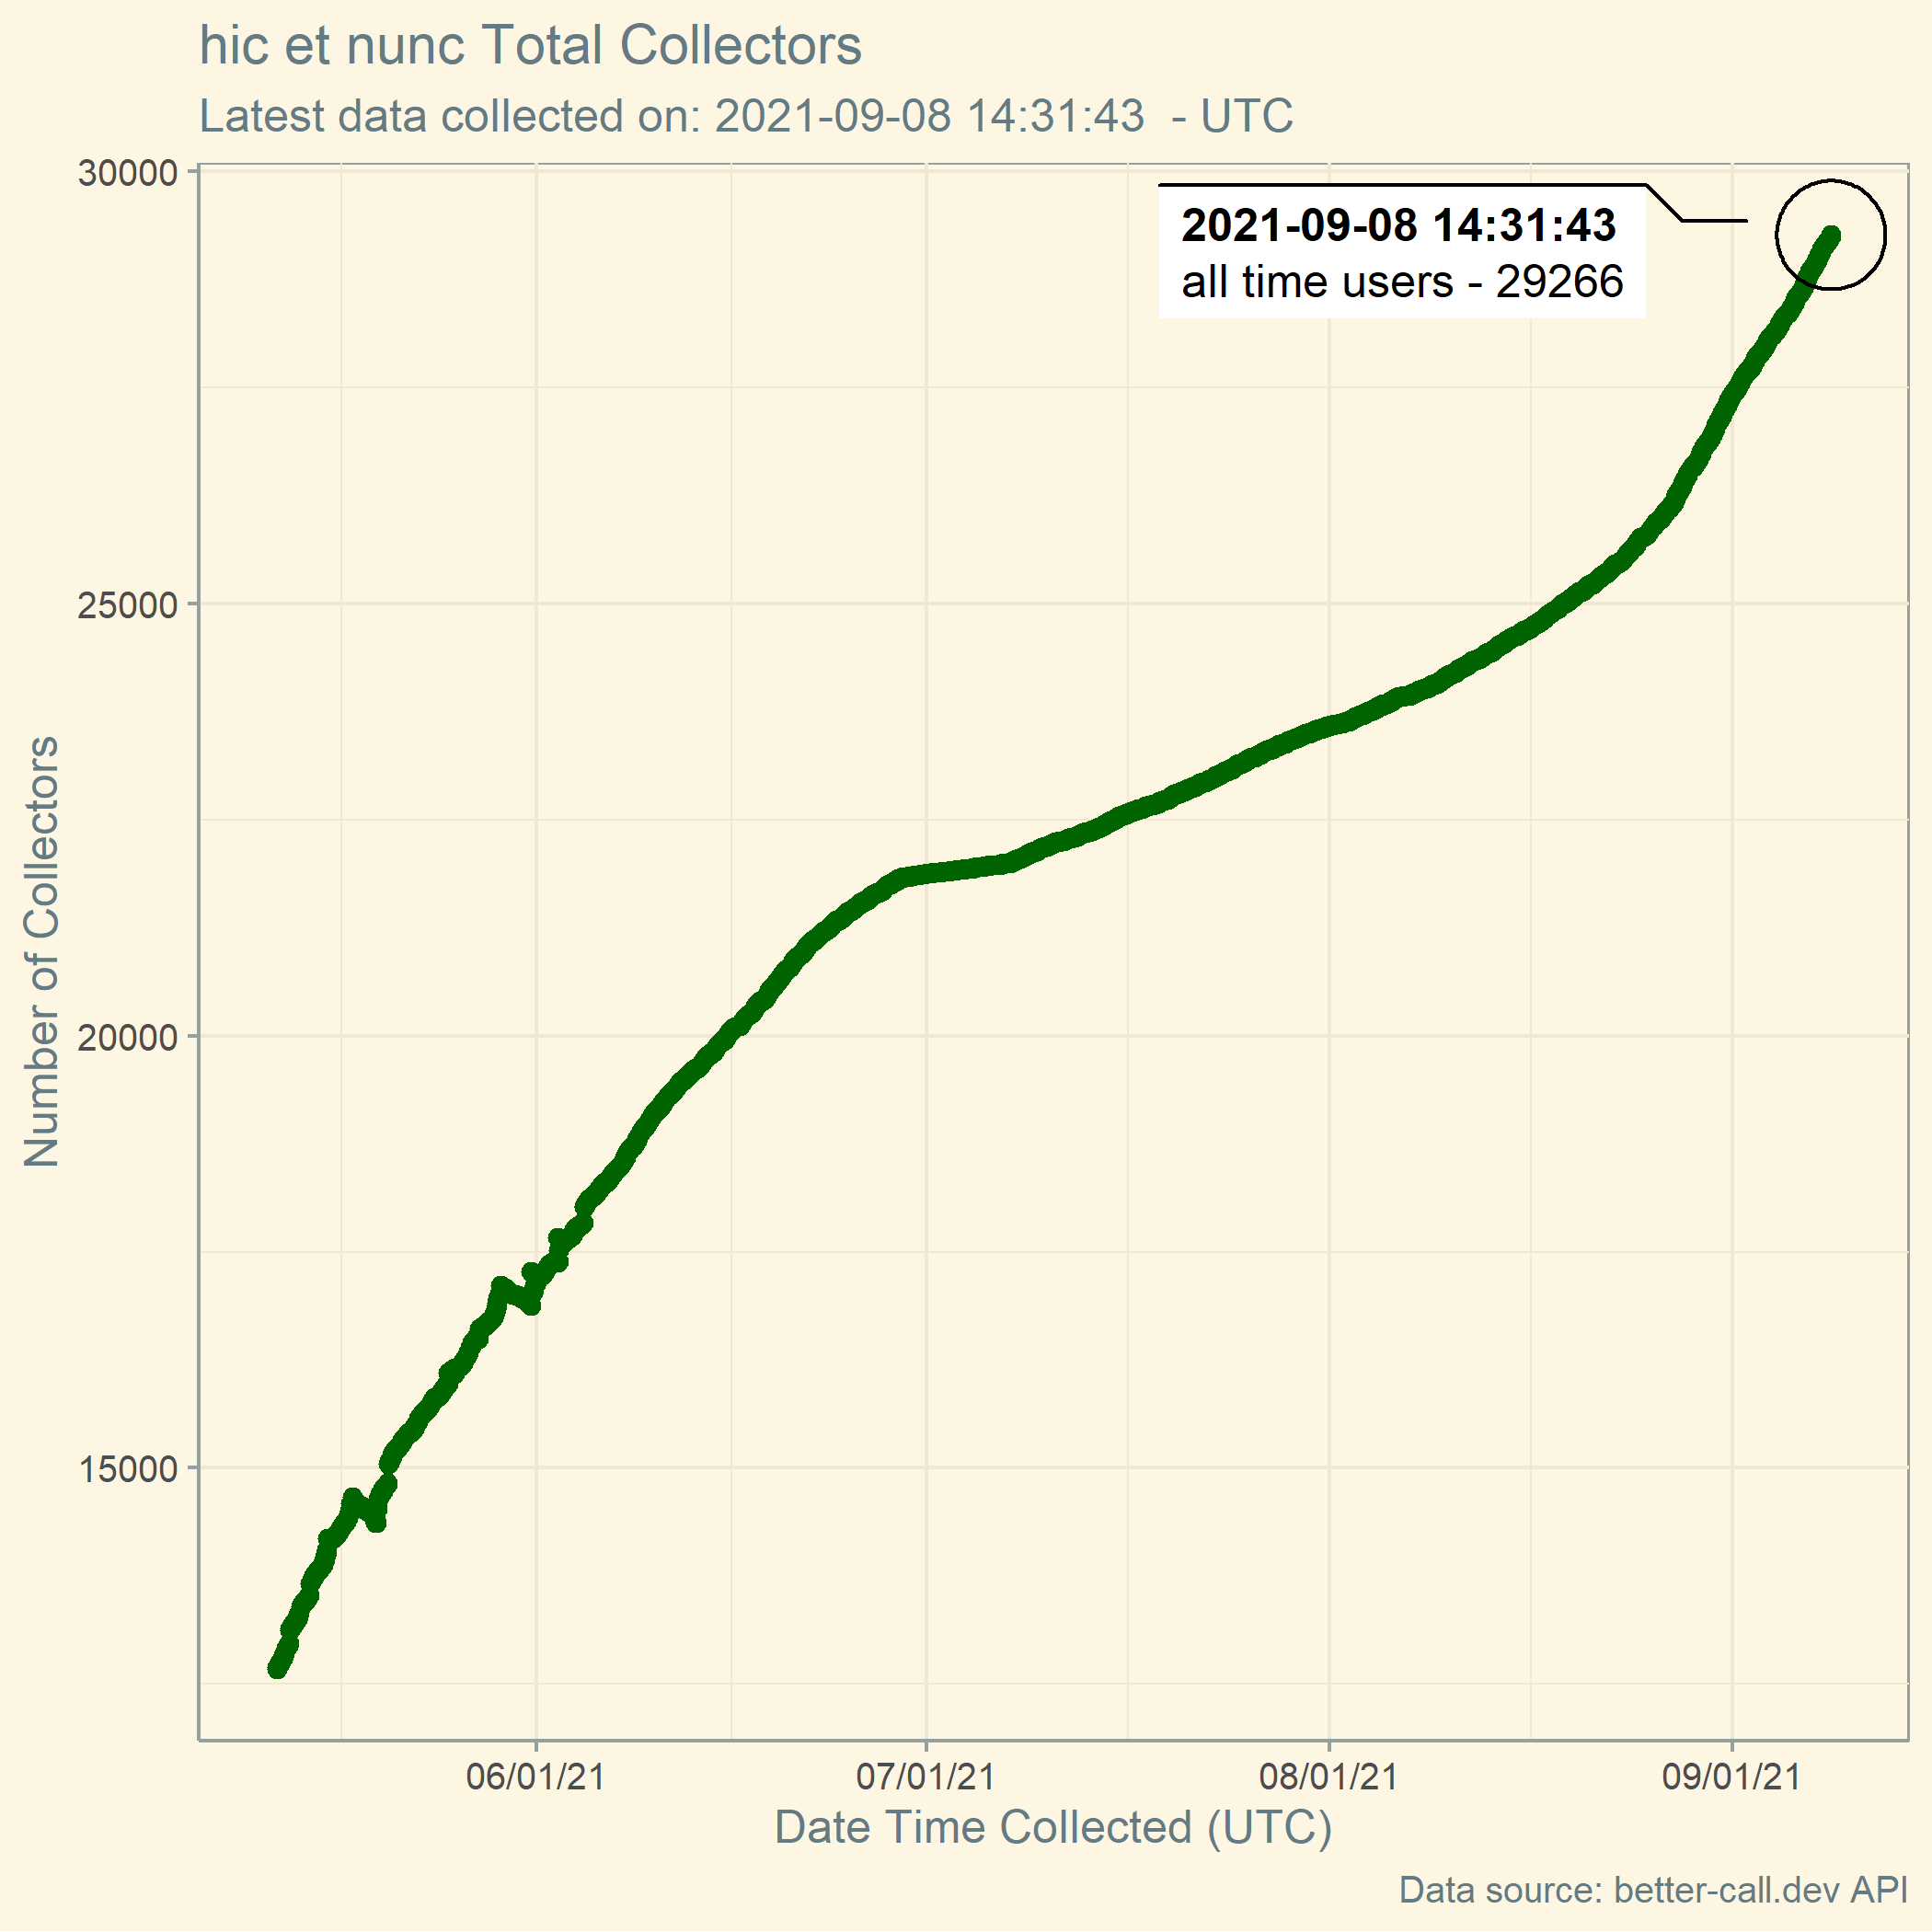 hic et nunc Total Collectors
Latest data collected on: 2021-09-08 14:31:43  - UTC
30000
2021-09-08 14:31:43
all time users - 29266
25000
Number of Collectors
20000
15000
06/01/21
07/01/21
08/01/21
09/01/21
Date Time Collected (UTC)
Data source: better-call.dev API